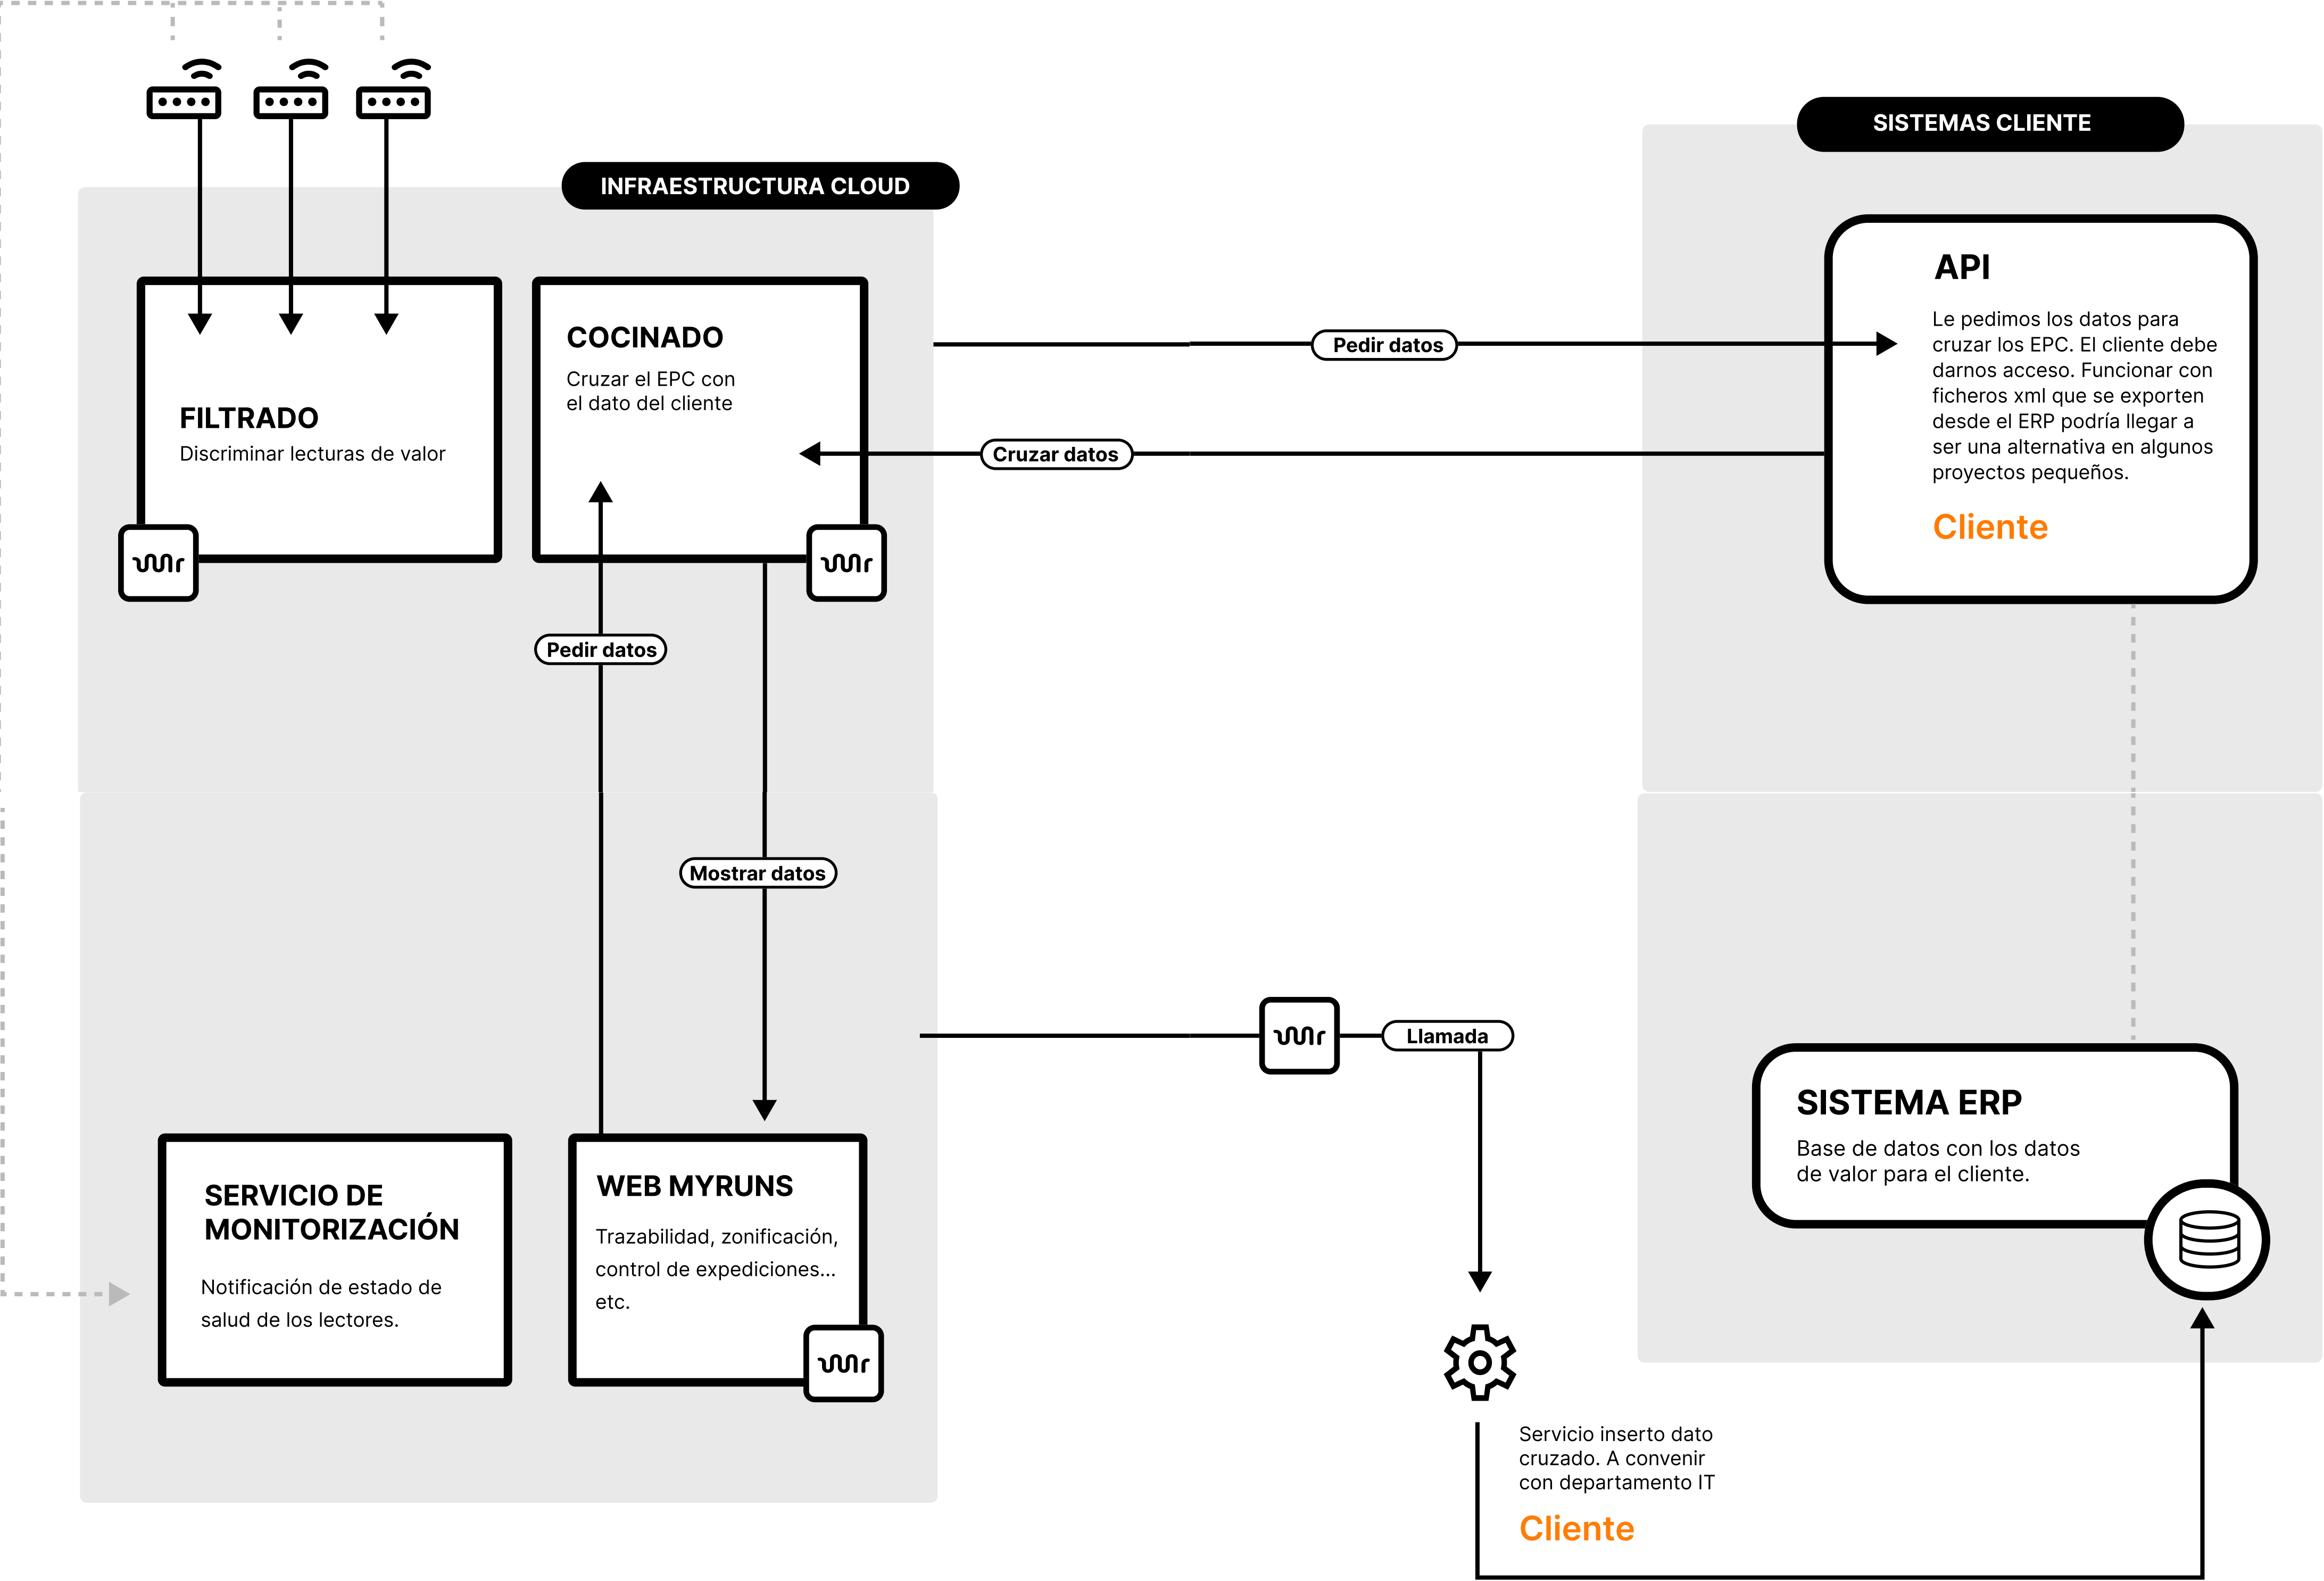 SISTEMAS CLIENTE
INFRAESTRUCTURA CLOUD
API
Le pedimos los datos para
cruzar los EPC. El cliente debe
darnos acceso. Funcionar con
ficheros xml que se exporten
desde el ERP podría llegar a
ser una alternativa en algunos
proyectos pequeños.
Cliente
COCINADO
Cruzar el EPC con
el dato del cliente
Pedir datos
FILTRADO
Discriminar lecturas de valor
Cruzar datos
Pedir datos
Mostrar datos
Llamada
SISTEMA ERP
Base de datos con los datos
de valor para el cliente.
SERVICIO DE
MONITORIZACIÓN
Notificación de estado de
salud de los lectores.
WEB MYRUNS
Trazabilidad, zonificación,
control de expediciones...
etc.
Servicio inserto dato
cruzado. A convenir
con departamento IT
Cliente